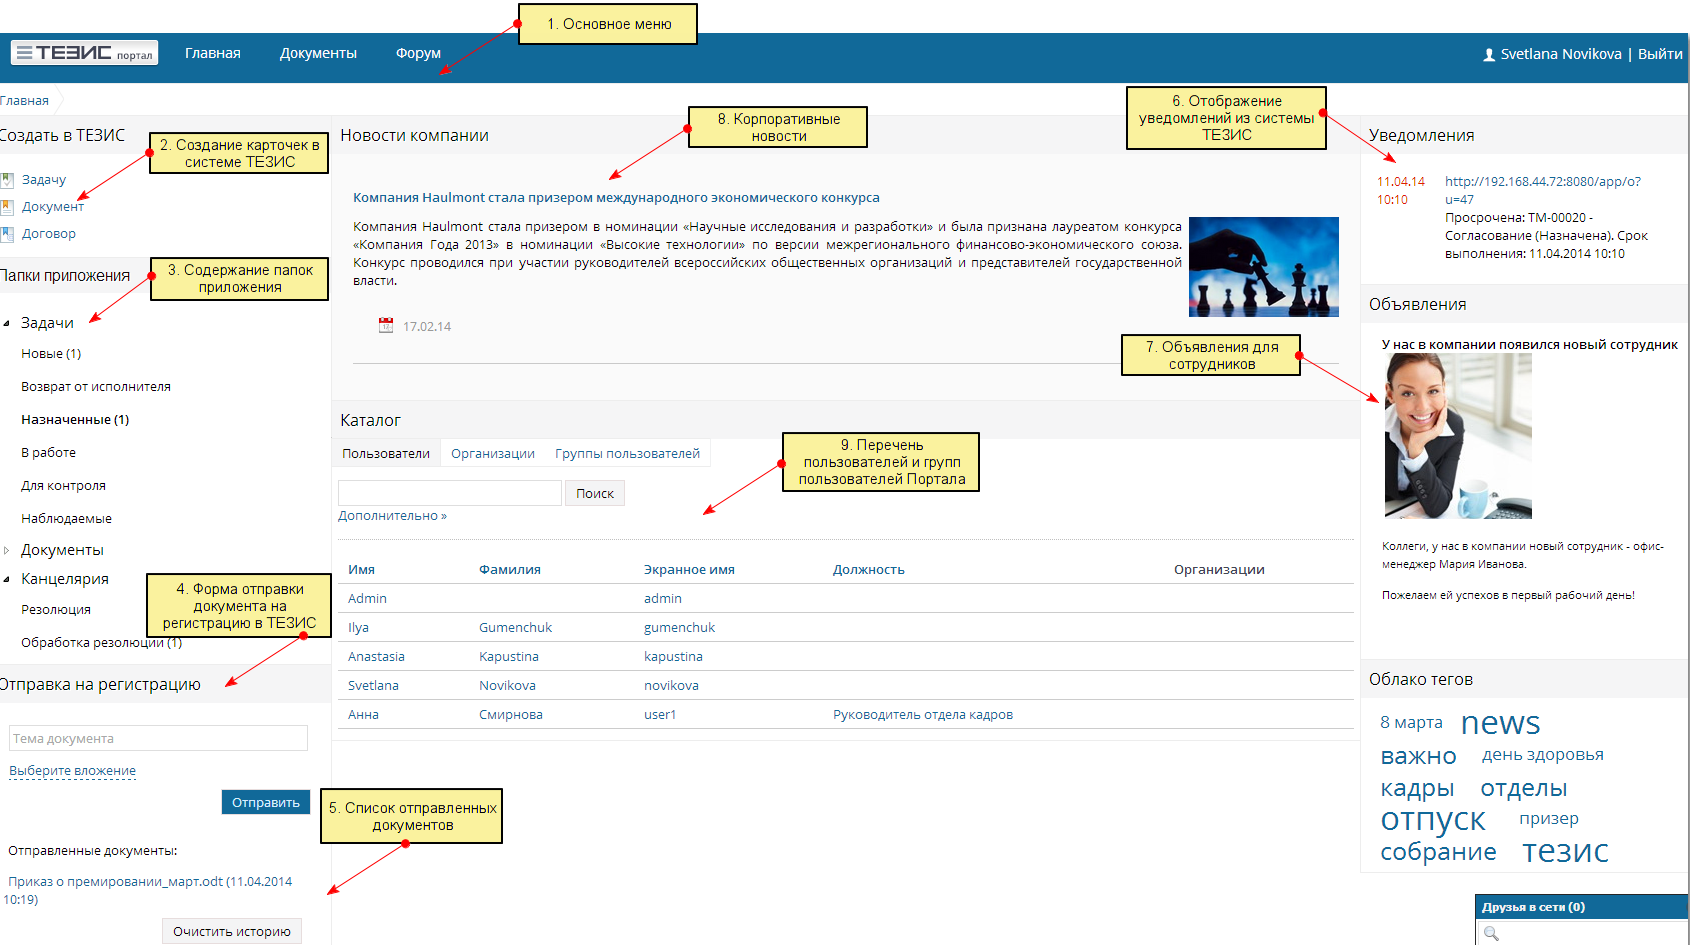 1. Основное меню
ТЕЗИС портал
Главная
Документы
Форум
Svetlana Novikova | Выйти
Главная
Создать в ТЕЗИС
2. Создание карточек в
системе ТЕЗИС
Задачу
Документ
Договор
Папки приложения
3. Содержание папок
приложения
Задачи
Новые (1)
Возврат от исполнителя
Назначенные (1)
В работе
Для контроля
Наблюдаемые
Документы
Канцелярия
Резолюция
Обработка резолюции (1)
4. Форма отправки
документа на
регистрацию в ТЕЗИС
Отправка на регистрацию
Тема документа
Выберите вложение
Отправить
5. Список отправленных
документов
Отправленные документы:
Приказ о премировании_март.odt (11.04.2014
10:19)
Очистить историю
Новости компании
8. Корпоративные
новости
Компания Haulmont стала призером международного экономического конкурса
Компания Haulmont стала призером в номинации «Научные исследования и разработки» и была признана лауреатом конкурса
«Компания Года 2013» в номинации «Высокие технологии» по версии межрегионального финансово-экономического союза.
Конкурс проводился при участии руководителей всероссийских общественных организаций и представителей государственной
власти.
17.02.14
Каталог
Пользователи
Организации
Группы пользователей
9. Перечень
пользователей и групп
пользователей Портала
Поиск
Дополнительно »
Имя Фамилия Экранное имя Должность Организации
Admin admin
Ilya Gumenchuk gumenchuk
Anastasia Kapustina kapustina
Svetlana Novikova novikova
Анна Смирнова user1 Руководитель отдела кадров
6. Отображение
уведомлений из системы
ТЕЗИС
Уведомления
11.04.14 http://192.168.44.72:8080/app/o?
10:10 u=47
Просрочена: ТМ-00020 -
Согласование (Назначена). Срок
выполнения: 11.04.2014 10:10
Объявления
7. Объявления для
сотрудников
У нас в компании появился новый сотрудник
Коллеги, у нас в компании новый сотрудник - офис-
менеджер Мария Иванова.
Пожелаем ей успехов в первый рабочий день!
Облако тегов
8 марта news
важно день здоровья
кадры отделы
отпуск призер
собрание тезис
Друзья в сети (0)